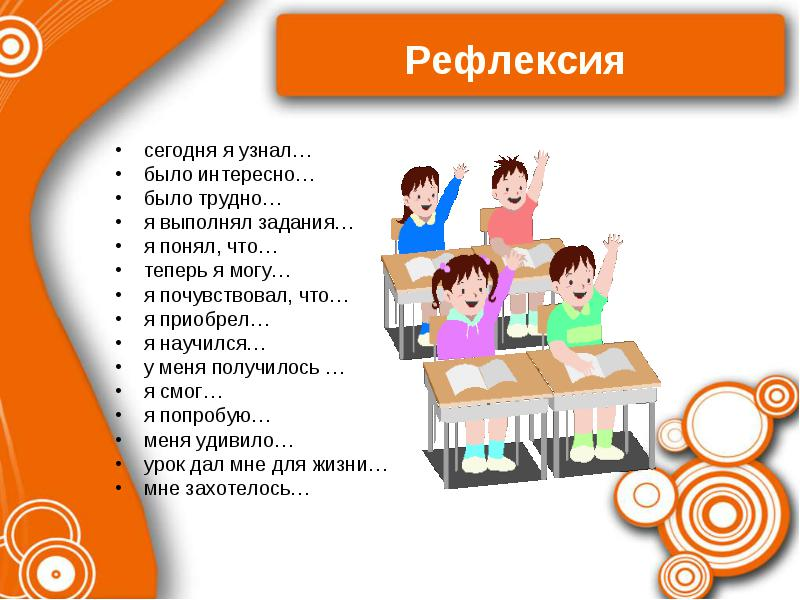 Рефлексия
• сегодня я узнал…
• было интересно…
• было трудно…
• я выполнял задания…
• я понял, что…
• теперь я могу…
• я почувствовал, что…
• я приобрел…
• я научился…
• у меня получилось …
• я смог…
• я попробую…
• меня удивило…
• урок дал мне для жизни…
• мне захотелось…